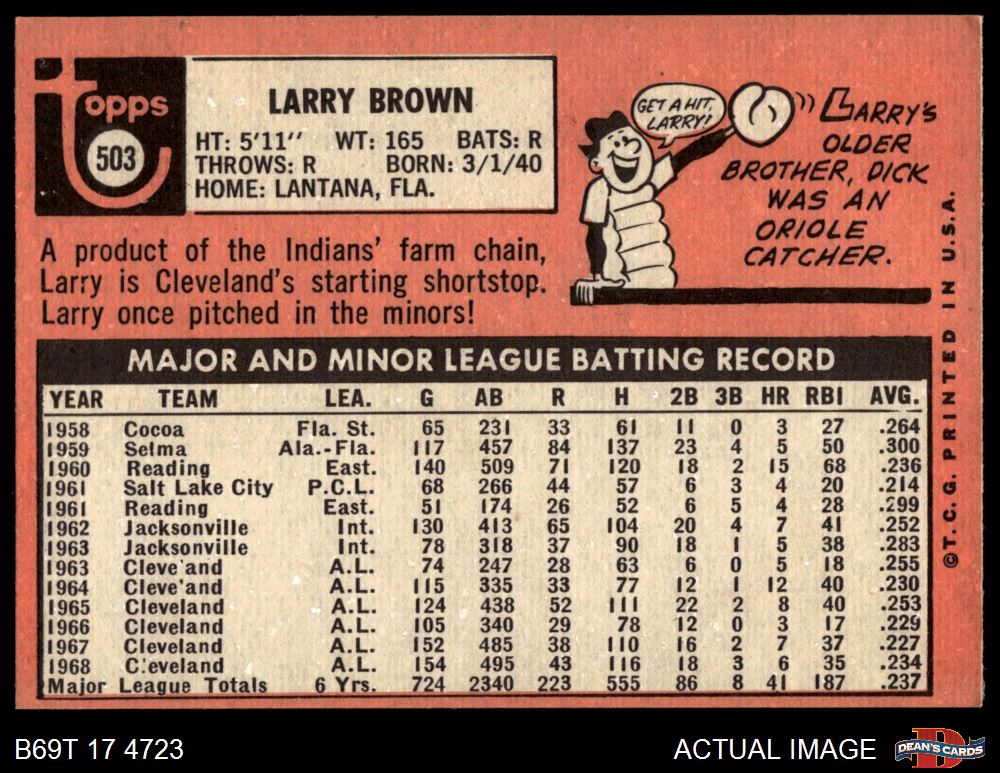 Topps
503
LARRY BROWN
HT: 5'11" WT: 165 BATS: R
THROWS: R BORN: 3/1/40
HOME: LANTANA, FLA.
GET A HIT,
LARRY!
LARRY'S
OLDER
BROTHER, DICK
WAS AN
ORIOLE
CATCHER.
A product of the Indians' farm chain,
Larry is Cleveland's starting shortstop.
Larry once pitched in the minors!
MAJOR AND MINOR LEAGUE BATTING RECORD
YEAR TEAM LEA. G AB R H 2B 3B HR RBI AVG.
1958 Cocoa Fla. St. 65 231 33 61 11 0 3 27 .264
1959 Selma Ala.-Fla. 117 457 84 137 23 4 5 50 .300
1960 Reading East. 140 509 71 120 18 2 15 68 .236
1961 Salt Lake City P.C.L. 68 266 44 57 6 3 4 20 .214
1961 Reading East. 51 174 26 52 6 5 4 28 .299
1962 Jacksonville Int. 130 413 65 104 20 4 7 41 .252
1963 Jacksonville Int. 78 318 37 90 18 1 5 38 .283
1963 Cleveland A.L. 74 247 28 63 6 0 5 18 .255
1964 Cleveland A.L. 115 335 33 77 12 1 12 40 .230
1965 Cleveland A.L. 124 438 52 111 22 2 8 40 .253
1966 Cleveland A.L. 105 340 29 78 12 0 3 17 .229
1967 Cleveland A.L. 152 485 38 110 16 2 7 37 .227
1968 Cleveland A.L. 154 495 43 116 18 3 6 35 .234
Major League Totals 6 Yrs. 724 2340 223 555 86 8 41 187 .237
©T.C.G. PRINTED IN U.S.A.
B69T 17 4723
ACTUAL IMAGE
D
DEAN'S CARDS